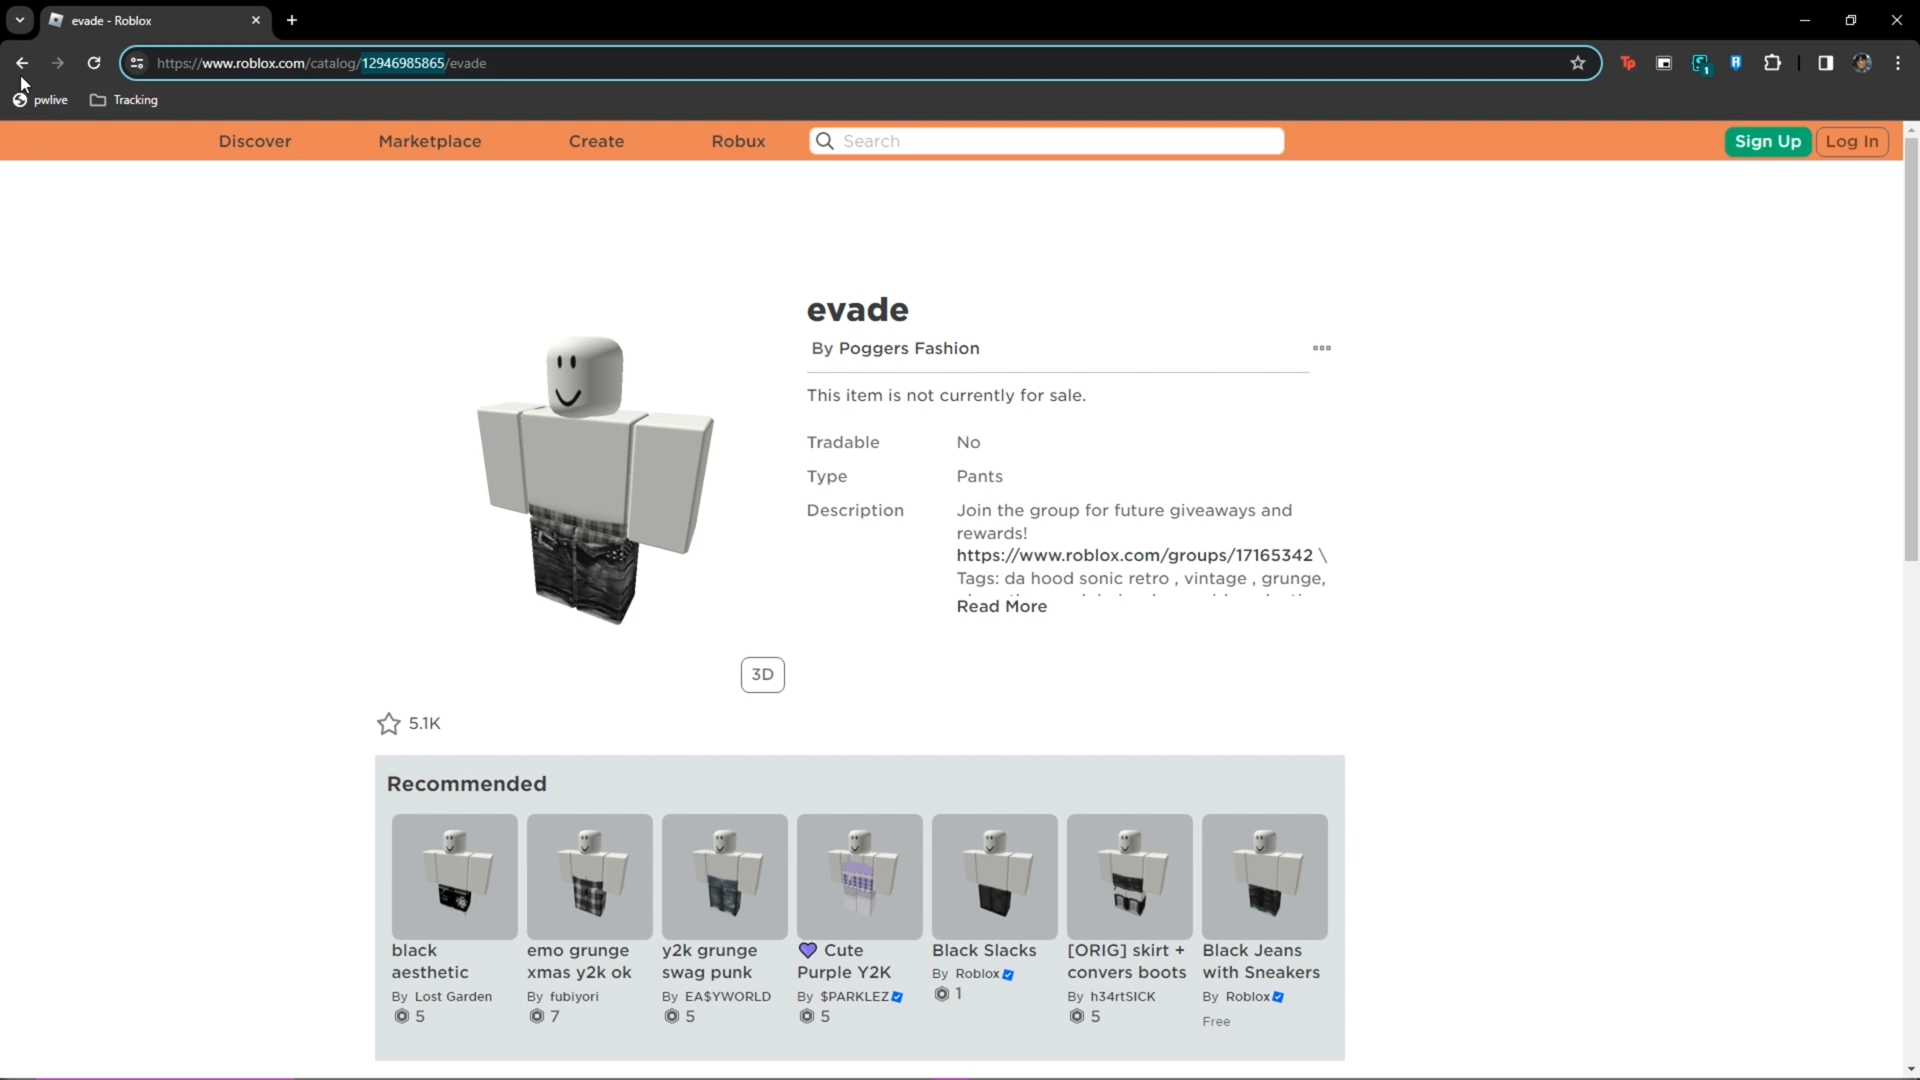 evade - Roblox
https://www.roblox.com/catalog/12946985865/evade
Tp
1
pwlive
Tracking
Discover
Marketplace
Create
Robux
Search
Sign Up
Log In
evade
By Poggers Fashion
This item is not currently for sale.
Tradable No
Type Pants
Description Join the group for future giveaways and
rewards!
https://www.roblox.com/groups/17165342 \
Tags: da hood sonic retro , vintage , grunge,
Read More
3D
5.1K
Recommended
black
aesthetic
By Lost Garden
5
emo grunge
xmas y2k ok
By fubiyori
7
y2k grunge
swag punk
By EA$YWORLD
5
💜 Cute
Purple Y2K
By $PARKLEZ
5
Black Slacks
By Roblox
1
[ORIG] skirt +
convers boots
By h34rtSICK
5
Black Jeans
with Sneakers
By Roblox
Free